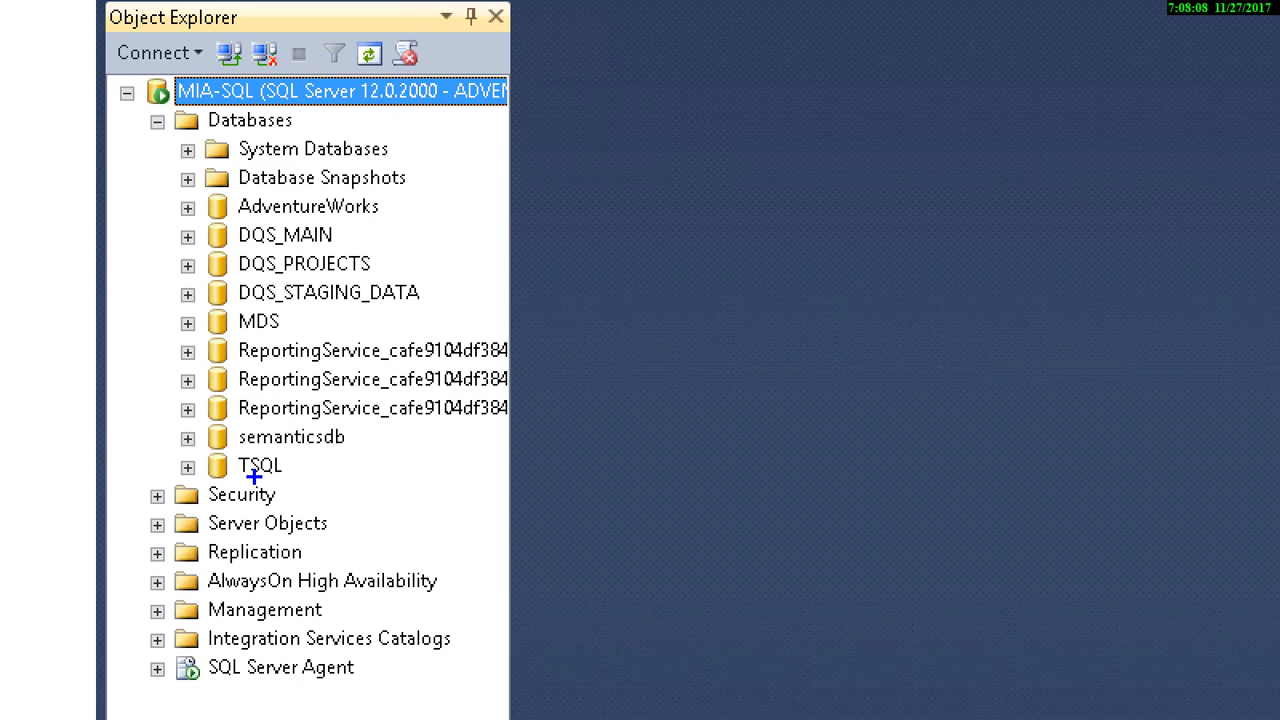 7:08:08 11/27/2017
Object Explorer
Connect
MIA-SQL (SQL Server 12.0.2000 - ADVEN
Databases
System Databases
Database Snapshots
AdventureWorks
DQS_MAIN
DQS_PROJECTS
DQS_STAGING_DATA
MDS
ReportingService_cafe9104df384
ReportingService_cafe9104df384
ReportingService_cafe9104df384
semanticsdb
TSQL
Security
Server Objects
Replication
AlwaysOn High Availability
Management
Integration Services Catalogs
SQL Server Agent